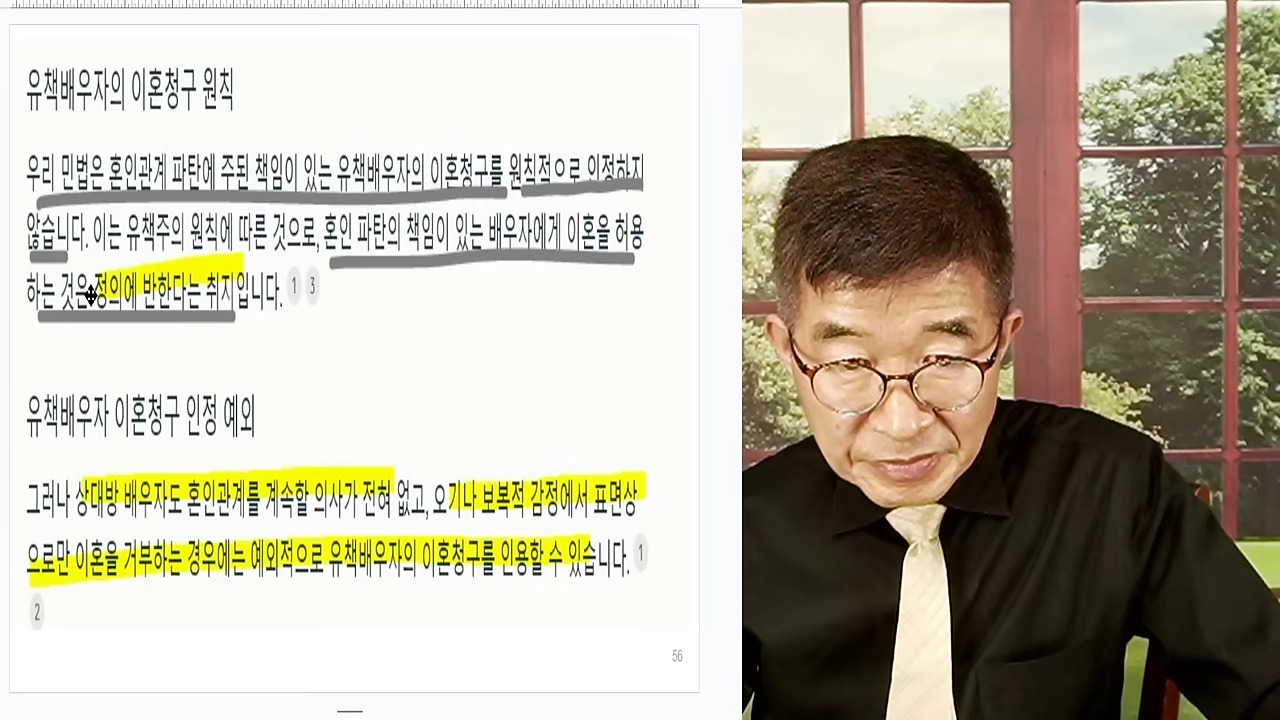 유책배우자의 이혼청구 원칙
우리 민법은 혼인관계 파탄에 주된 책임이 있는 유책배우자의 이혼청구를 원칙적으로 인정하지
않습니다. 이는 유책주의 원칙에 따른 것으로, 혼인 파탄의 책임이 있는 배우자에게 이혼을 허용
하는 것은 정의에 반한다는 취지입니다. 1 3
유책배우자 이혼청구 인정 예외
그러나 상대방 배우자도 혼인관계를 계속할 의사가 전혀 없고, 오기나 보복적 감정에서 표면상
으로만 이혼을 거부하는 경우에는 예외적으로 유책배우자의 이혼청구를 인용할 수 있습니다. 1
2
56